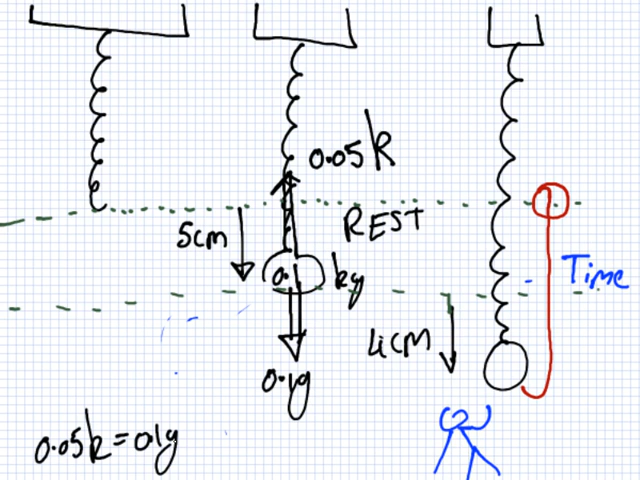 0.05k
5cm
REST
0.1 kg
Time
4cm
0.1g
0.05k = 0.1g